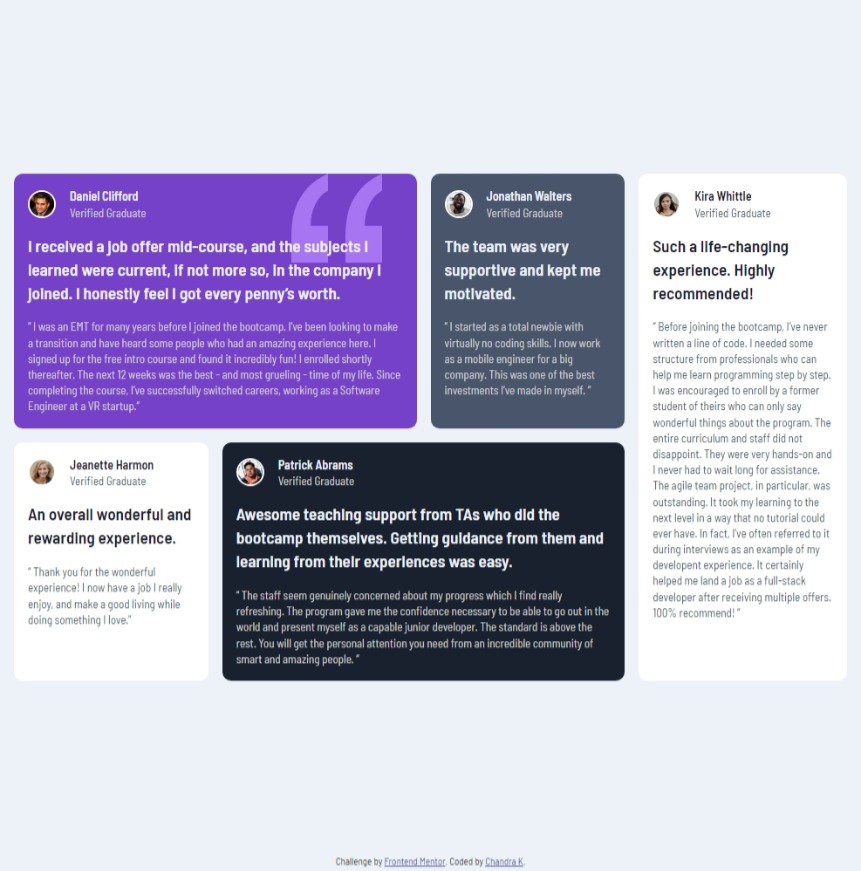 Daniel Clifford
Verified Graduate
I received a job offer mid-course, and the subjects I
learned were current, if not more so, in the company I
joined. I honestly feel I got every penny’s worth.
“ I was an EMT for many years before I joined the bootcamp. I’ve been looking to make
a transition and have heard some people who had an amazing experience here. I
signed up for the free intro course and found it incredibly fun! I enrolled shortly
thereafter. The next 12 weeks was the best - and most grueling - time of my life. Since
completing the course, I’ve successfully switched careers, working as a Software
Engineer at a VR startup.”
Jonathan Walters
Verified Graduate
The team was very
supportive and kept me
motivated.
“ I started as a total newbie with
virtually no coding skills. I now work
as a mobile engineer for a big
company. This was one of the best
investments I’ve made in myself. ”
Kira Whittle
Verified Graduate
Such a life-changing
experience. Highly
recommended!
“ Before joining the bootcamp, I’ve never
written a line of code. I needed some
structure from professionals who can
help me learn programming step by step.
I was encouraged to enroll by a former
student of theirs who can only say
wonderful things about the program. The
entire curriculum and staff did not
disappoint. They were very hands-on and
I never had to wait long for assistance.
The agile team project, in particular, was
outstanding. It took my learning to the
next level in a way that no tutorial could
ever have. In fact, I’ve often referred to it
during interviews as an example of my
developent experience. It certainly
helped me land a job as a full-stack
developer after receiving multiple offers.
100% recommend! ”
Jeanette Harmon
Verified Graduate
An overall wonderful and
rewarding experience.
“ Thank you for the wonderful
experience! I now have a job I really
enjoy, and make a good living while
doing something I love.”
Patrick Abrams
Verified Graduate
Awesome teaching support from TAs who did the
bootcamp themselves. Getting guidance from them and
learning from their experiences was easy.
“ The staff seem genuinely concerned about my progress which I find really
refreshing. The program gave me the confidence necessary to be able to go out in the
world and present myself as a capable junior developer. The standard is above the
rest. You will get the personal attention you need from an incredible community of
smart and amazing people. ”
Challenge by Frontend Mentor. Coded by Chandra K.